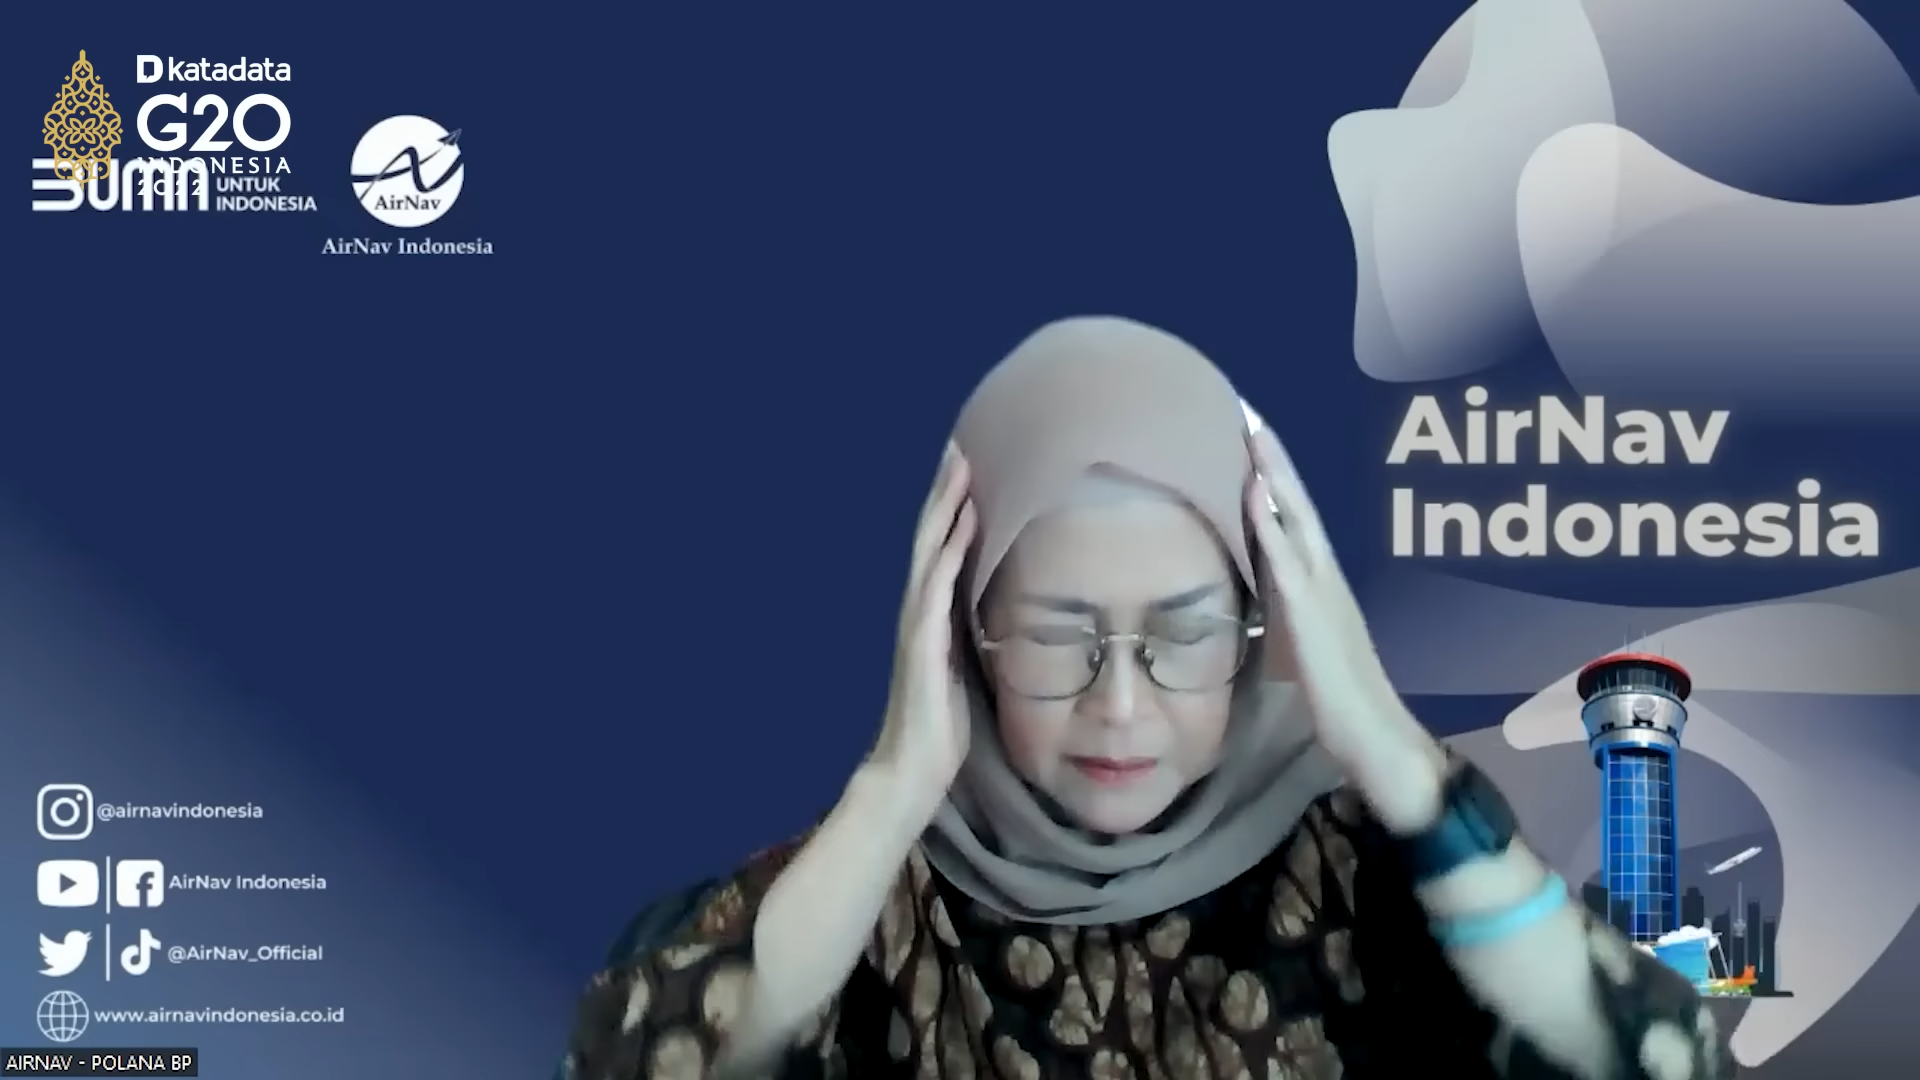 katadata
G20
INDONESIA
2022
BUMN
UNTUK
INDONESIA
AirNav
AirNav Indonesia
AirNav
Indonesia
@airnavindonesia
AirNav Indonesia
@AirNav_Official
www.airnavindonesia.co.id
AIRNAV - POLANA BP